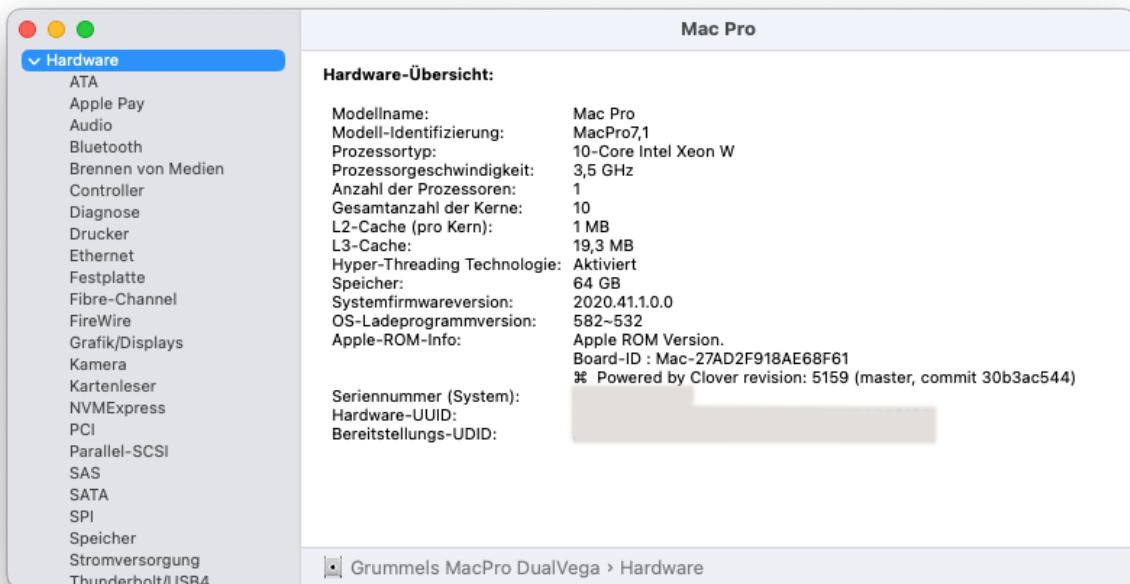 Mac Pro
Hardware
ATA
Apple Pay
Audio
Bluetooth
Brennen von Medien
Controller
Diagnose
Drucker
Ethernet
Festplatte
Fibre-Channel
FireWire
Grafik/Displays
Kamera
Kartenleser
NVMExpress
PCI
Parallel-SCSI
SAS
SATA
SPI
Speicher
Stromversorgung
Thunderbolt/USB4
Hardware-Übersicht:
Modellname: Mac Pro
Modell-Identifizierung: MacPro7,1
Prozessortyp: 10-Core Intel Xeon W
Prozessorgeschwindigkeit: 3,5 GHz
Anzahl der Prozessoren: 1
Gesamtanzahl der Kerne: 10
L2-Cache (pro Kern): 1 MB
L3-Cache: 19,3 MB
Hyper-Threading Technologie: Aktiviert
Speicher: 64 GB
Systemfirmwareversion: 2020.41.1.0.0
OS-Ladeprogrammversion: 582~532
Apple-ROM-Info: Apple ROM Version.
Board-ID : Mac-27AD2F918AE68F61
⌘ Powered by Clover revision: 5159 (master, commit 30b3ac544)
Seriennummer (System):
Hardware-UUID:
Bereitstellungs-UDID:
Grummels MacPro DualVega › Hardware